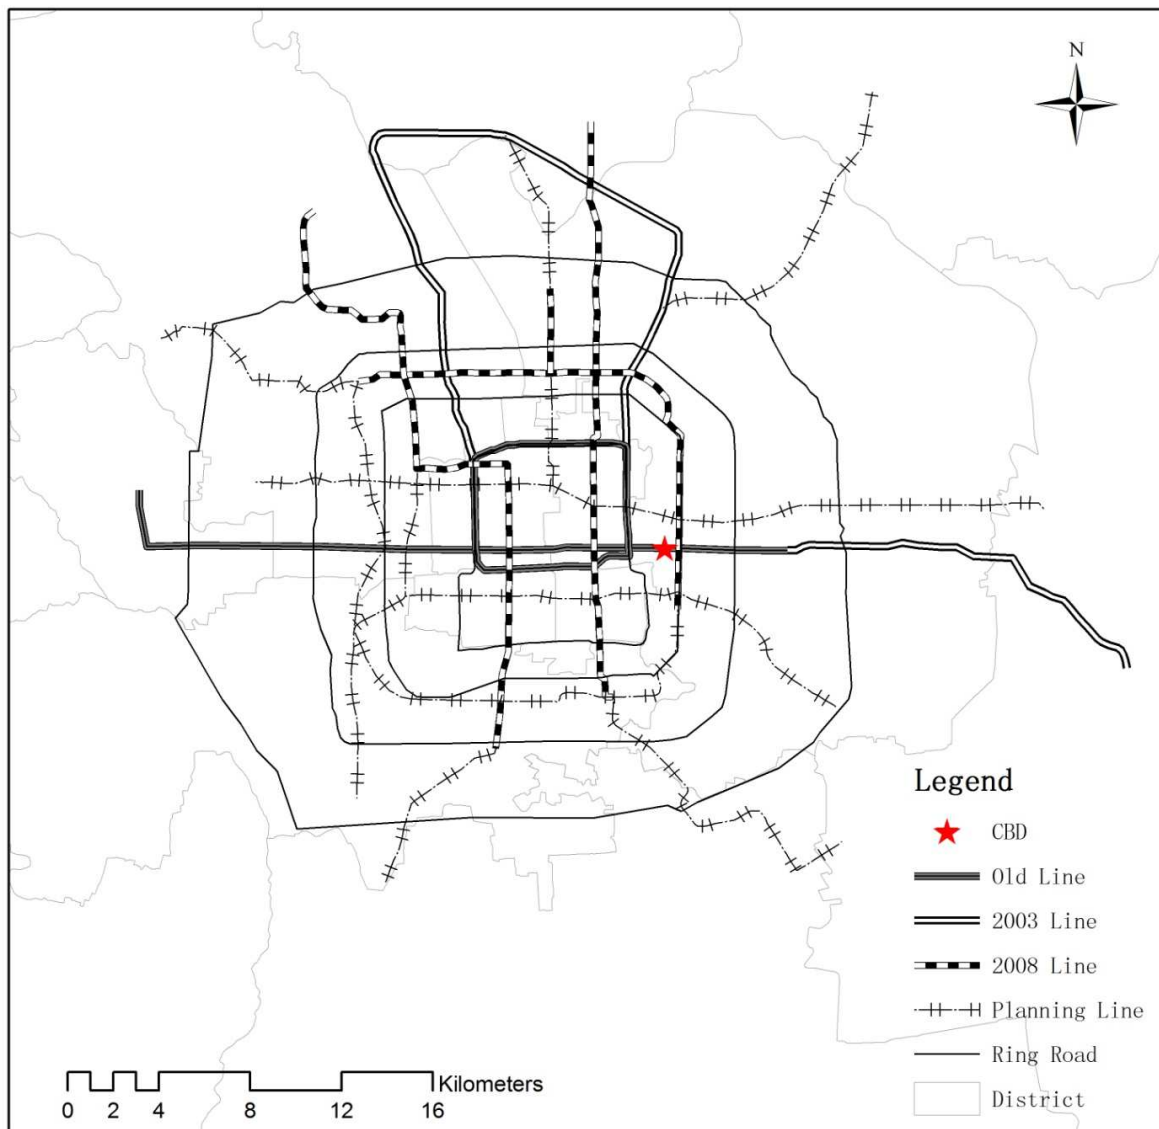 N
Legend
CBD
Old Line
2003 Line
2008 Line
Planning Line
Ring Road
District
Kilometers
0 2 4 8 12 16